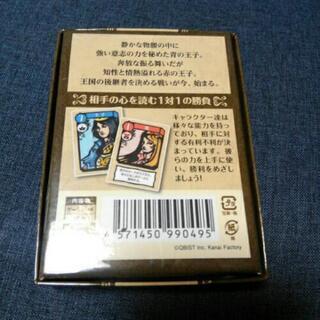 静かな物腰の中に
強い意志の力を秘めた青の王子。
奔放な振る舞いだが
知性と情熱溢れる赤の王子。
王国の後継者を決める戦いが今、始まる。
相手の心を読む1対1の勝負
キャラクター達は
様々な能力を持っ
ており、相手に対
する有利不利が決
まっています。彼
らの力を上手に使
い、勝利をめざし
ましょう!
内容物
4 571450 990495
©QBIST Inc. Kanai Factory